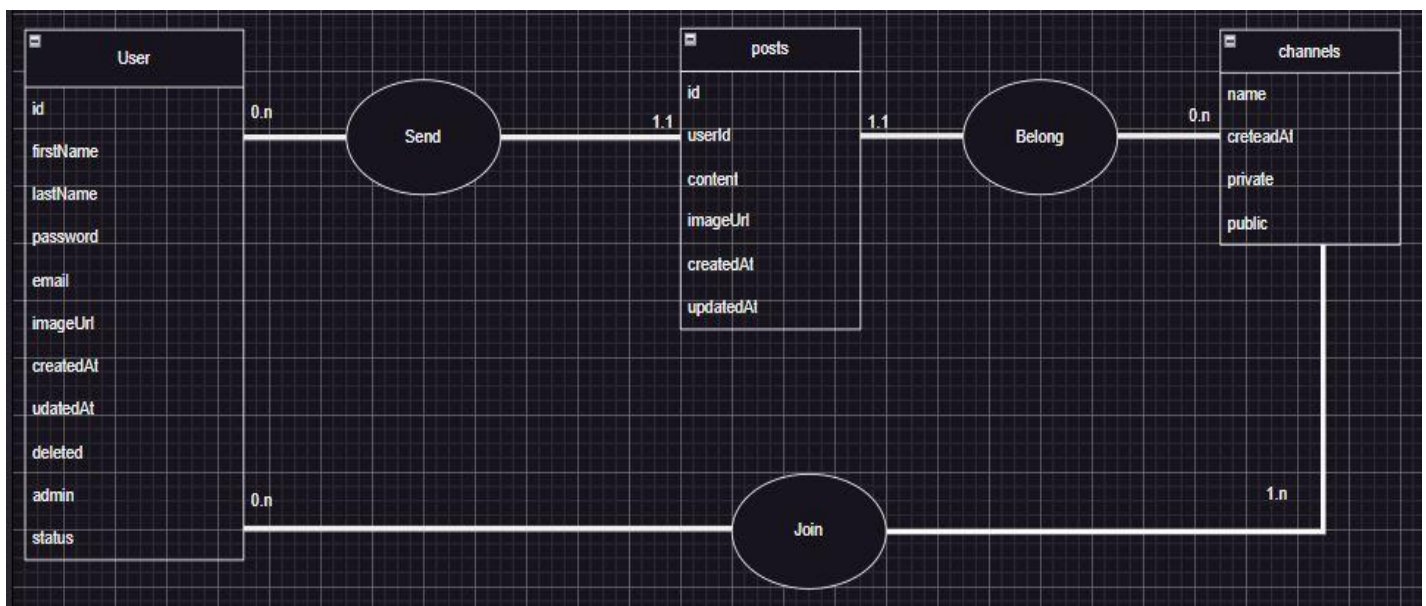 User
id
firstName
lastName
password
email
imageUrl
createdAt
udatedAt
deleted
admin
status
0.n
Send
1.1
posts
id
userId
content
imageUrl
createdAt
updatedAt
1.1
Belong
0.n
channels
name
creteadAt
private
public
0.n
Join
1.n